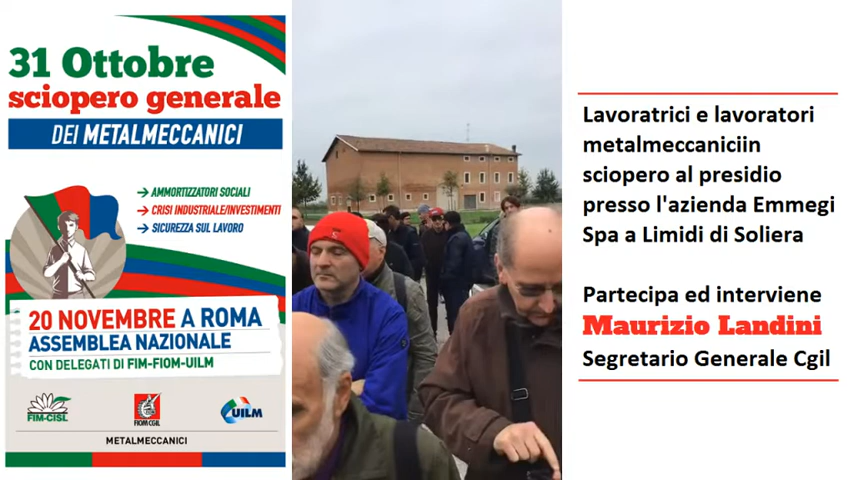 31 Ottobre
sciopero generale
DEI METALMECCANICI
→ AMMORTIZZATORI SOCIALI
→ CRISI INDUSTRIALE/INVESTIMENTI
→ SICUREZZA SUL LAVORO
20 NOVEMBRE A ROMA
ASSEMBLEA NAZIONALE
CON DELEGATI DI FIM-FIOM-UILM
FIM-CISL
FIOM CGIL
UILM
METALMECCANICI
Lavoratrici e lavoratori
metalmeccaniciin
sciopero al presidio
presso l'azienda Emmegi
Spa a Limidi di Soliera
Partecipa ed interviene
Maurizio Landini
Segretario Generale Cgil